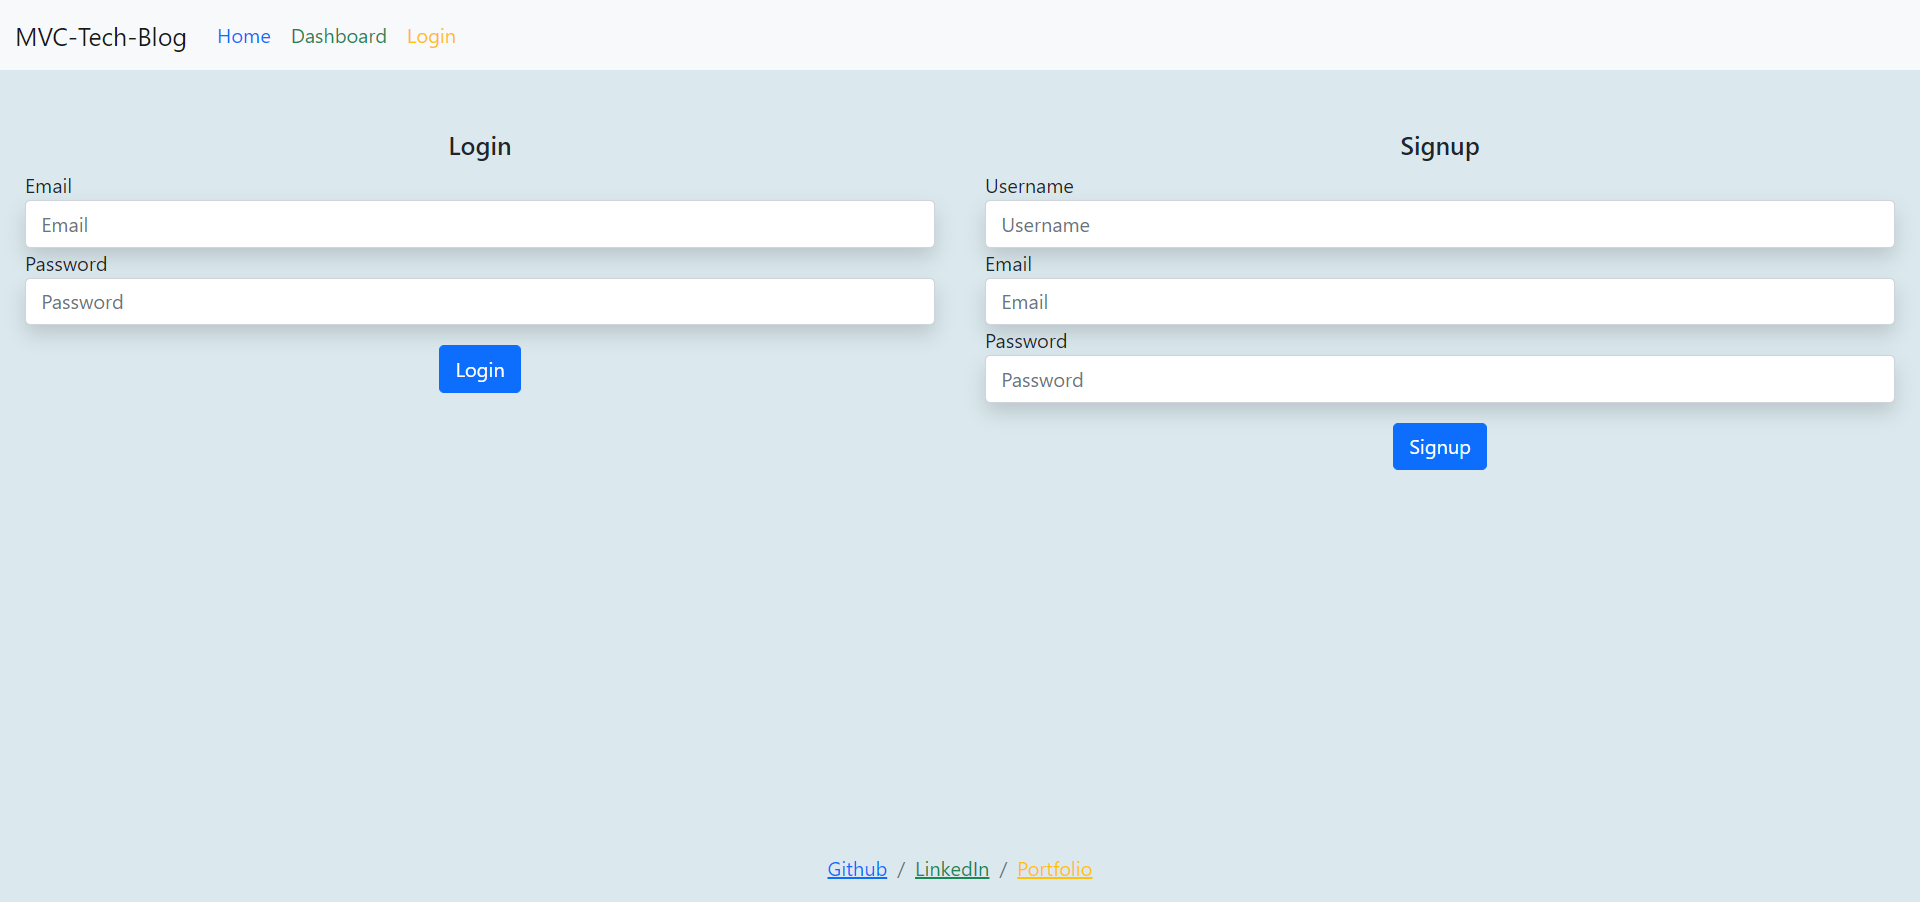 MVC-Tech-Blog Home Dashboard Login
Login
Email
Email
Password
Password
Login
Signup
Username
Username
Email
Email
Password
Password
Signup
Github / LinkedIn / Portfolio